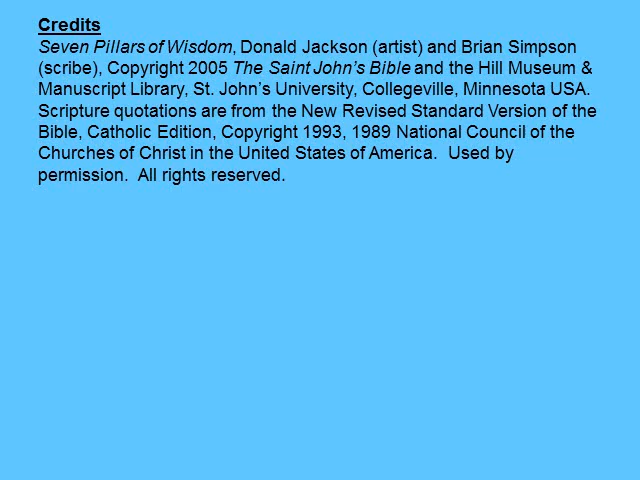 Credits
Seven Pillars of Wisdom, Donald Jackson (artist) and Brian Simpson
(scribe), Copyright 2005 The Saint John’s Bible and the Hill Museum &
Manuscript Library, St. John’s University, Collegeville, Minnesota USA.
Scripture quotations are from the New Revised Standard Version of the
Bible, Catholic Edition, Copyright 1993, 1989 National Council of the
Churches of Christ in the United States of America.  Used by
permission.  All rights reserved.